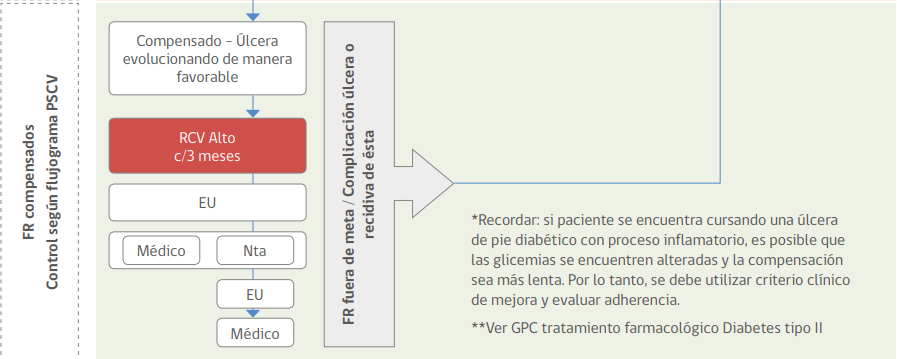 FR compensados
Control según flujograma PSCV
Compensado - Úlcera
evolucionando de manera
favorable
RCV Alto
c/3 meses
EU
Médico
Nta
EU
Médico
FR fuera de meta / Complicación úlcera o
recidiva de ésta
*Recordar: si paciente se encuentra cursando una úlcera
de pie diabético con proceso inflamatorio, es posible que
las glicemias se encuentren alteradas y la compensación
sea más lenta. Por lo tanto, se debe utilizar criterio clínico
de mejora y evaluar adherencia.
**Ver GPC tratamiento farmacológico Diabetes tipo II